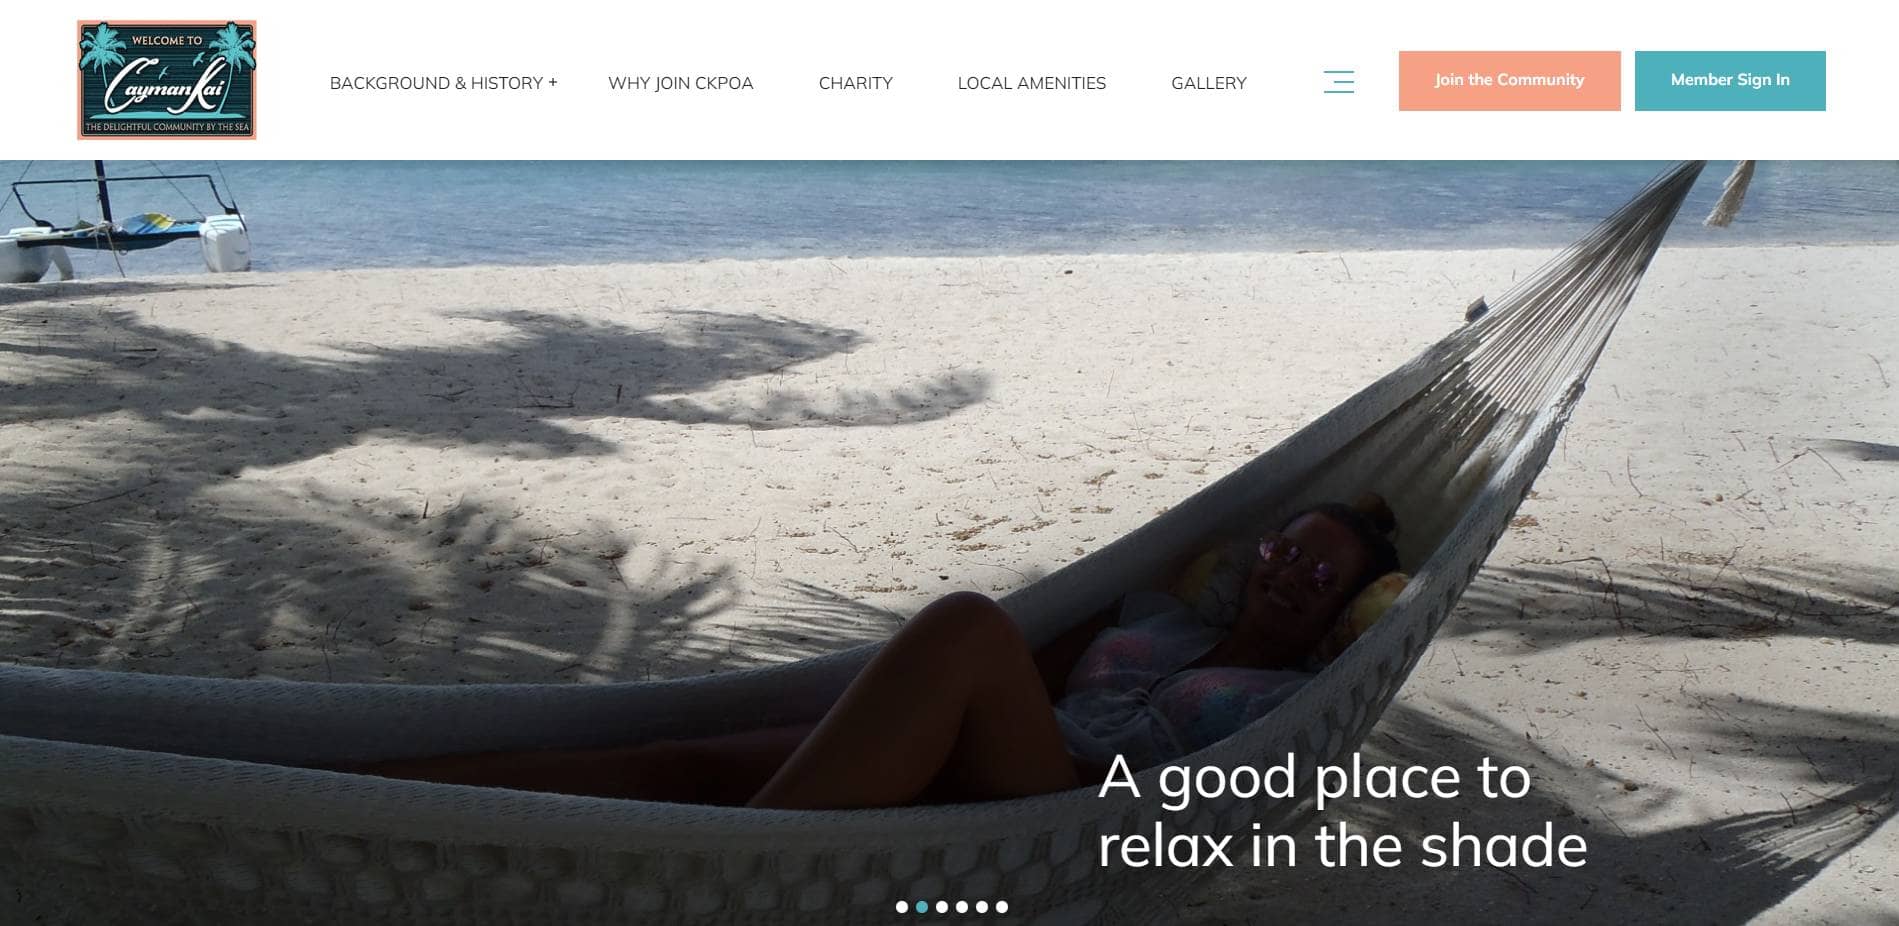 WELCOME TO
Cayman Kai
THE DELIGHTFUL COMMUNITY BY THE SEA
BACKGROUND & HISTORY +
WHY JOIN CKPOA
CHARITY
LOCAL AMENITIES
GALLERY
Join the Community
Member Sign In
A good place to
relax in the shade